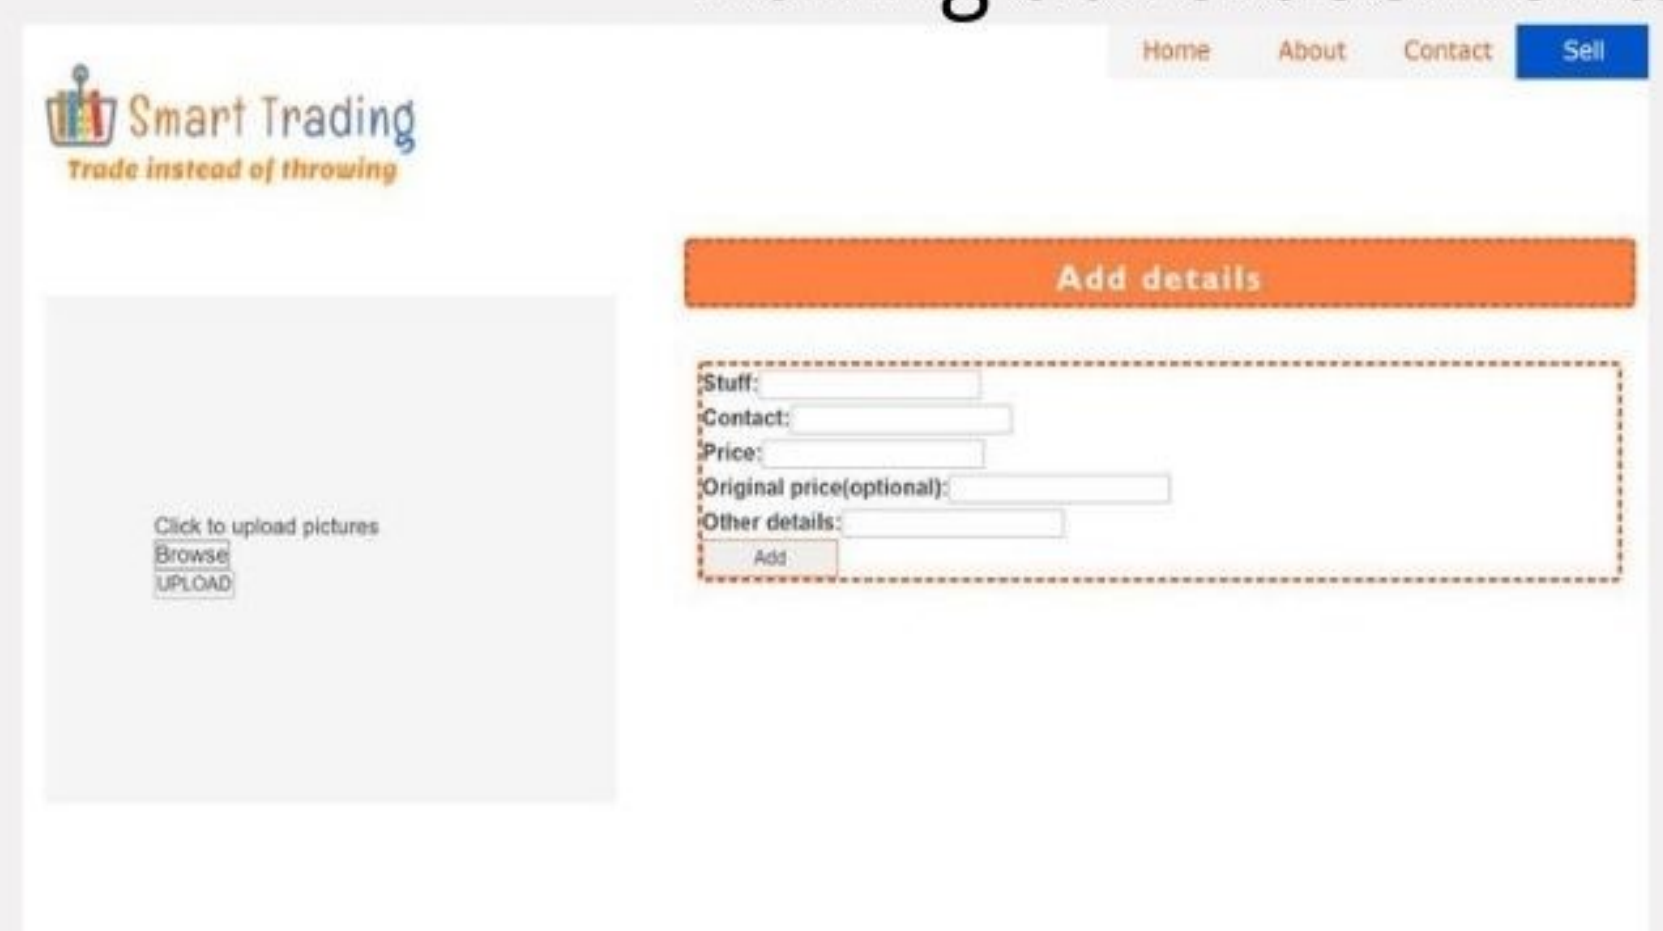 Home About Contact Sell
Smart Trading
Trade instead of throwing
Add details
Stuff:
Contact:
Price:
Original price(optional):
Other details:
Add
Click to upload pictures
Browse
UPLOAD